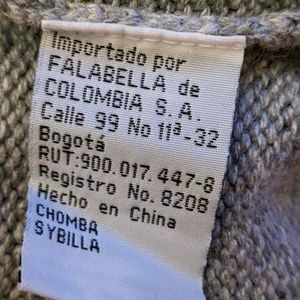 Importado por
FALABELLA de
COLOMBIA S.A.
Calle 99 No 11ª-32
Bogotá
RUT:900.017.447-8
Registro No. 8208
Hecho en China
CHOMBA
SYBILLA